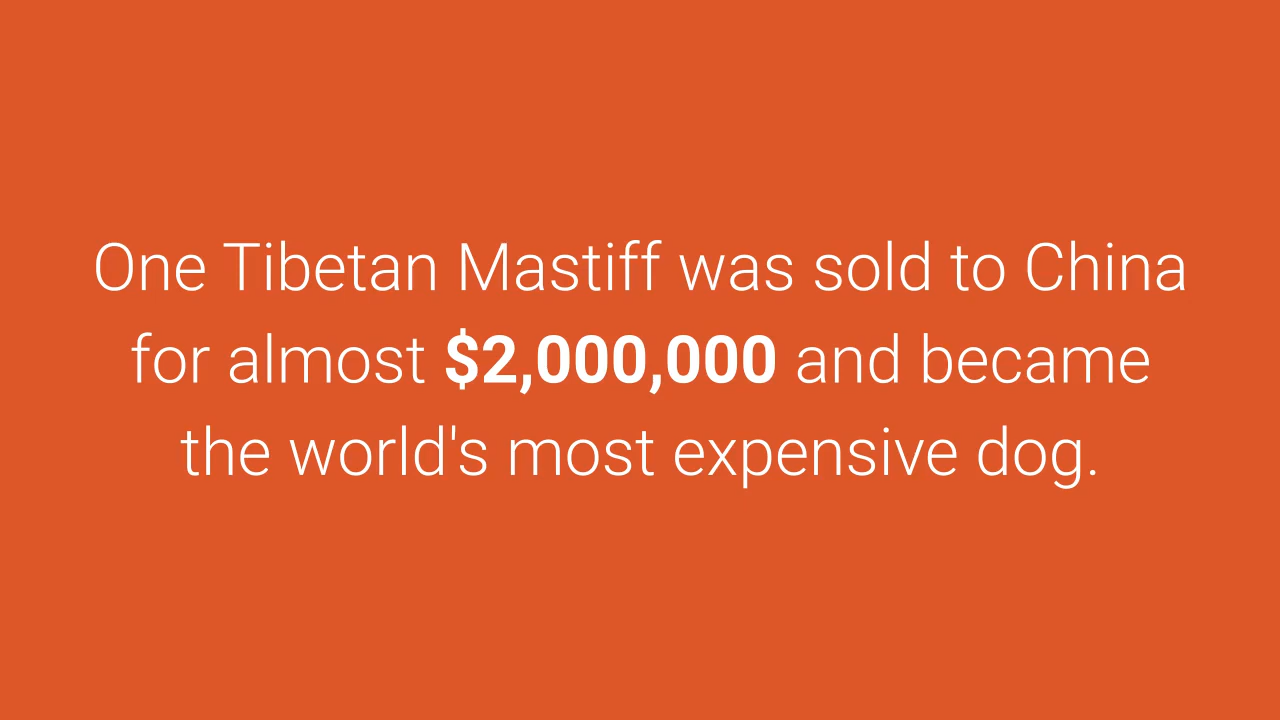 One Tibetan Mastiff was sold to China
for almost $2,000,000 and became
the world's most expensive dog.